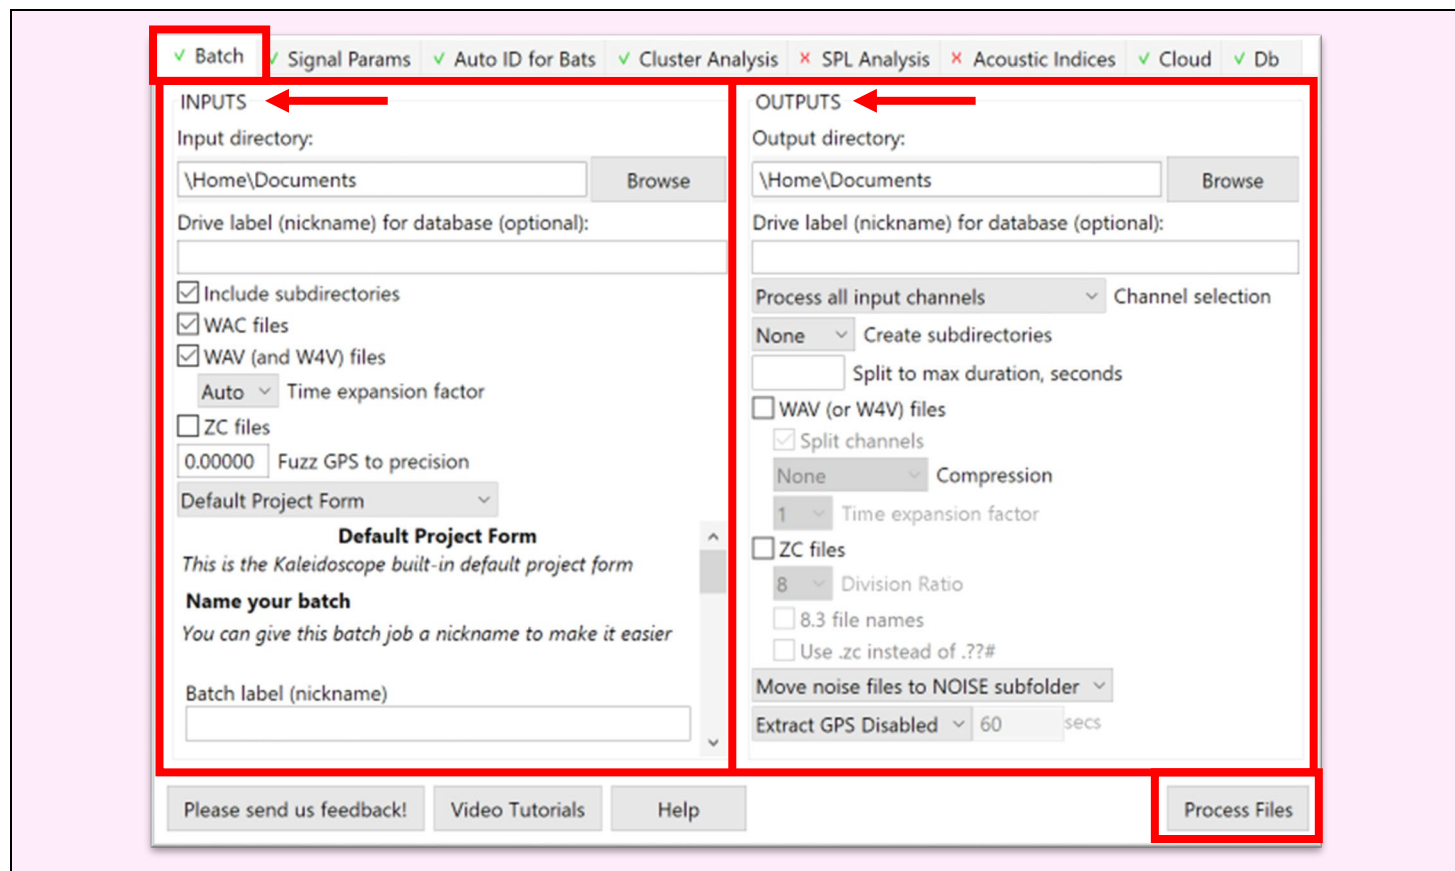 Batch
Signal Params
Auto ID for Bats
Cluster Analysis
SPL Analysis
Acoustic Indices
Cloud
Db
INPUTS
Input directory:
\Home\Documents
Browse
Drive label (nickname) for database (optional):
Include subdirectories
WAC files
WAV (and W4V) files
Auto Time expansion factor
ZC files
0.00000 Fuzz GPS to precision
Default Project Form
Default Project Form
This is the Kaleidoscope built-in default project form
Name your batch
You can give this batch job a nickname to make it easier
Batch label (nickname)
OUTPUTS
Output directory:
\Home\Documents
Browse
Drive label (nickname) for database (optional):
Process all input channels Channel selection
None Create subdirectories
Split to max duration, seconds
WAV (or W4V) files
Split channels
None Compression
1 Time expansion factor
ZC files
8 Division Ratio
8.3 file names
Use .zc instead of .??#
Move noise files to NOISE subfolder
Extract GPS Disabled 60 secs
Please send us feedback!
Video Tutorials
Help
Process Files